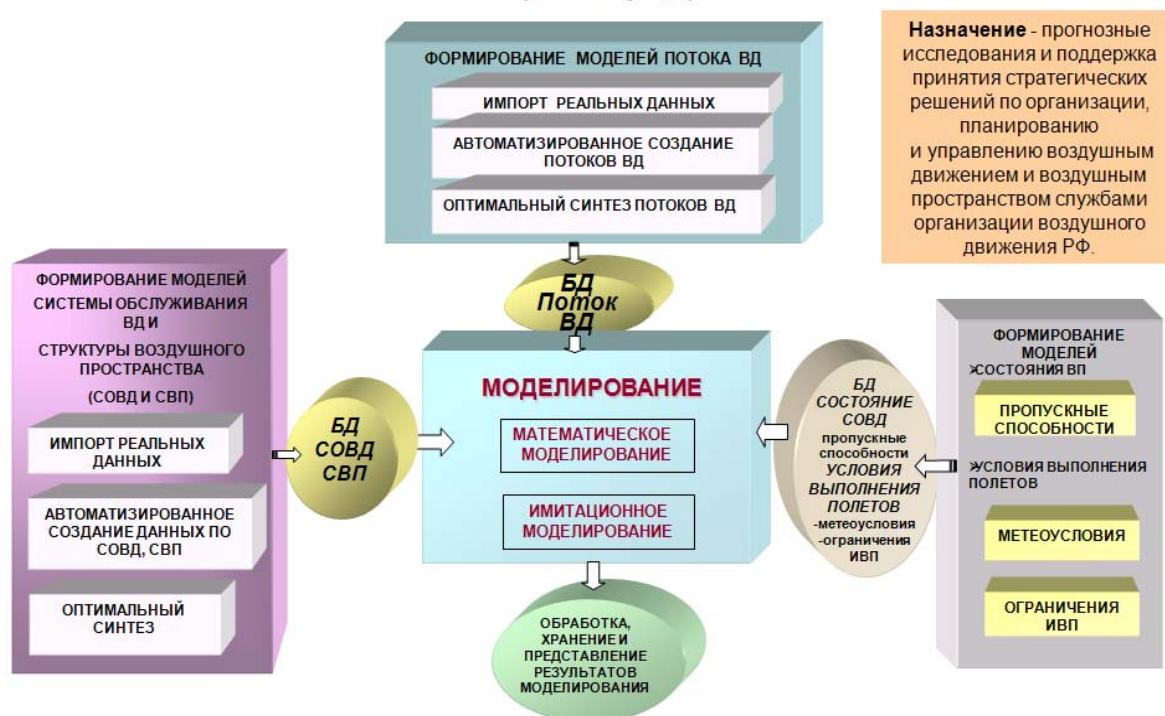 ФОРМИРОВАНИЕ МОДЕЛЕЙ ПОТОКА ВД
ИМПОРТ РЕАЛЬНЫХ ДАННЫХ
АВТОМАТИЗИРОВАННОЕ СОЗДАНИЕ
ПОТОКОВ ВД
ОПТИМАЛЬНЫЙ СИНТЕЗ ПОТОКОВ ВД
Назначение - прогнозные
исследования и поддержка
принятия стратегических
решений по организации,
планированию
и управлению воздушным
движением и воздушным
пространством службами
организации воздушного
движения РФ.
БД
Поток
ВД
ФОРМИРОВАНИЕ МОДЕЛЕЙ
СИСТЕМЫ ОБСЛУЖИВАНИЯ
ВД И
СТРУКТУРЫ ВОЗДУШНОГО
ПРОСТРАНСТВА
(СОВД И СВП)
ИМПОРТ РЕАЛЬНЫХ
ДАННЫХ
АВТОМАТИЗИРОВАННОЕ
СОЗДАНИЕ ДАННЫХ ПО
СОВД, СВП
ОПТИМАЛЬНЫЙ
СИНТЕЗ
БД
СОВД
СВП
МОДЕЛИРОВАНИЕ
МАТЕМАТИЧЕСКОЕ
МОДЕЛИРОВАНИЕ
ИМИТАЦИОННОЕ
МОДЕЛИРОВАНИЕ
БД
СОСТОЯНИЕ
СОВД
пропускные
способности
УСЛОВИЯ
ВЫПОЛНЕНИЯ
ПОЛЕТОВ
-метеоусловия
-ограничения
ИВП
ФОРМИРОВАНИЕ
МОДЕЛЕЙ
➢СОСТОЯНИЯ ВП
ПРОПУСКНЫЕ
СПОСОБНОСТИ
➢УСЛОВИЯ ВЫПОЛНЕНИЯ
ПОЛЕТОВ
МЕТЕОУСЛОВИЯ
ОГРАНИЧЕНИЯ
ИВП
ОБРАБОТКА,
ХРАНЕНИЕ И
ПРЕДСТАВЛЕНИЕ
РЕЗУЛЬТАТОВ
МОДЕЛИРОВАНИЯ